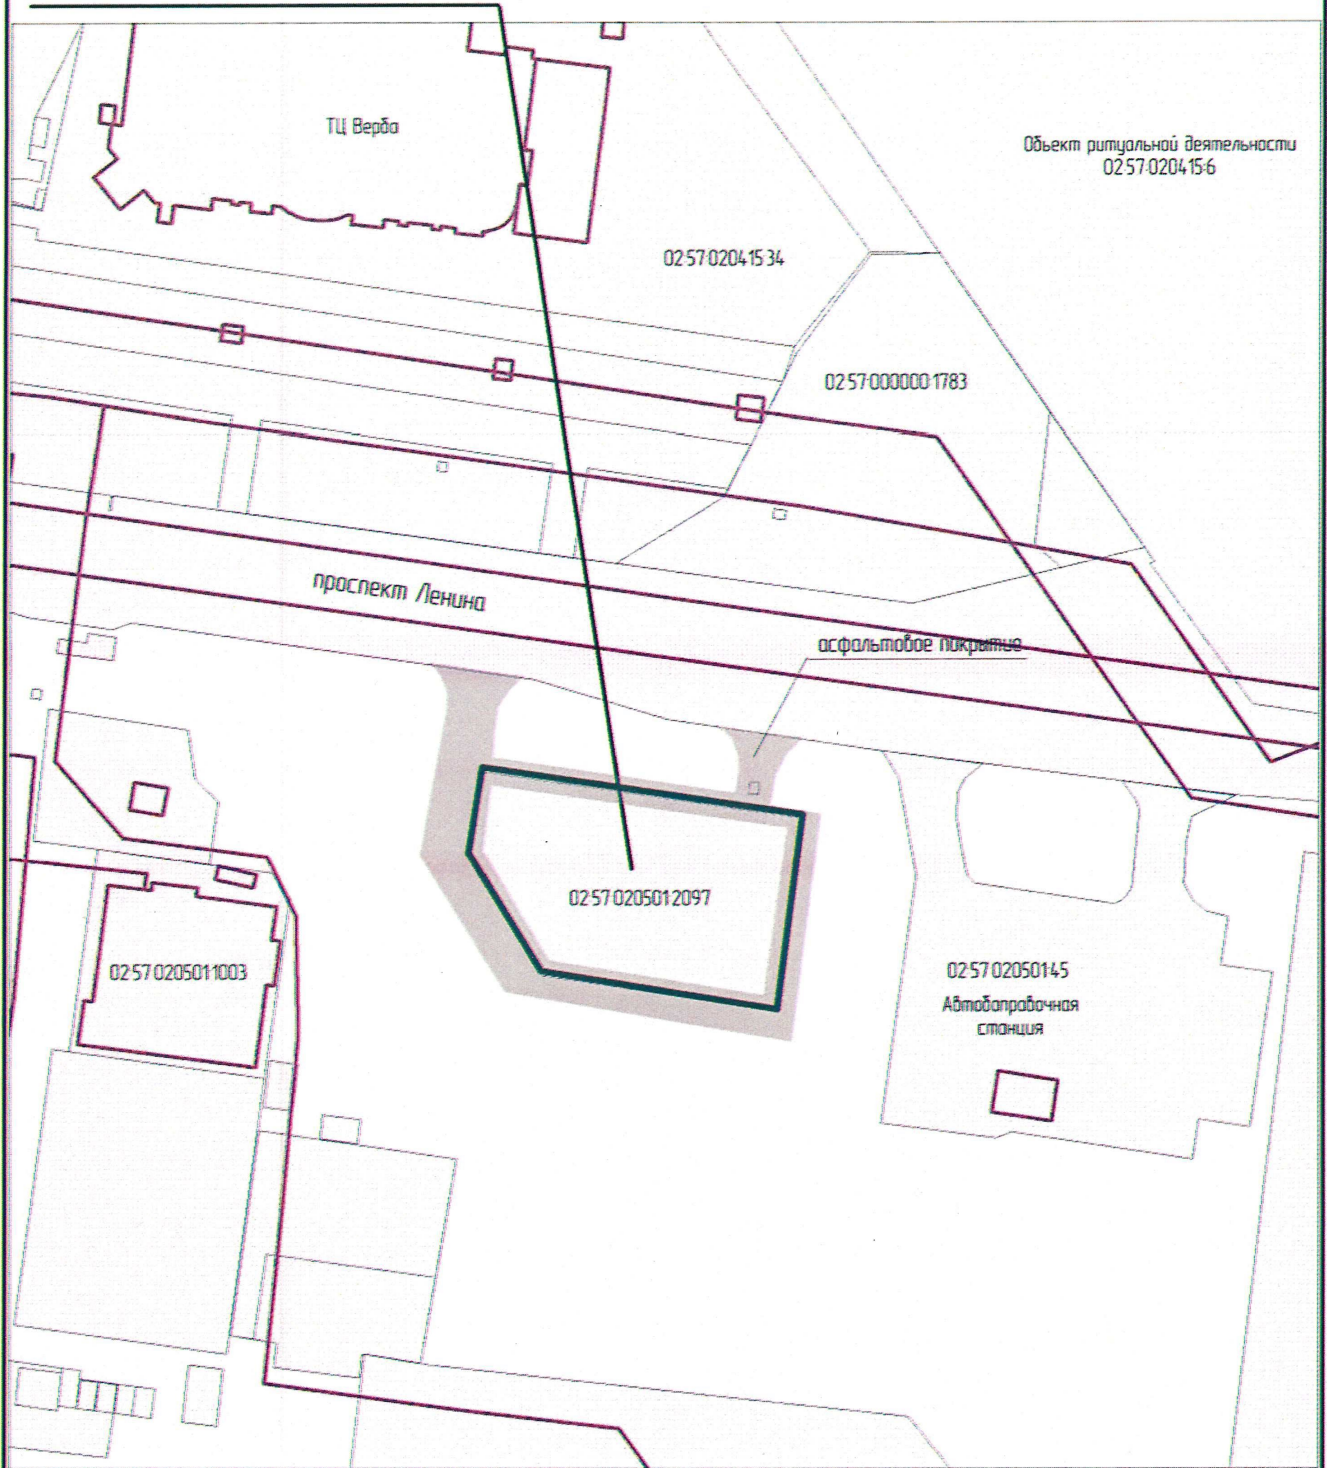 ТЦ Верба
Объект ритуальной деятельности
02:57:020415:6
02:57:020415:34
02:57:000000:1783
проспект Ленина
асфальтовое покрытие
02:57:020501:2097
02:57:020501:1003
02:57:020501:45
Автозаправочная
станция